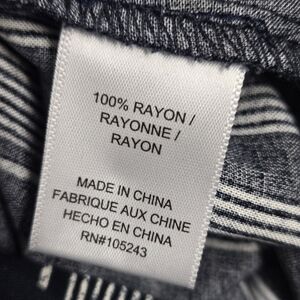 100% RAYON /
RAYONNE /
RAYON
MADE IN CHINA
FABRIQUE AUX CHINE
HECHO EN CHINA
RN#105243